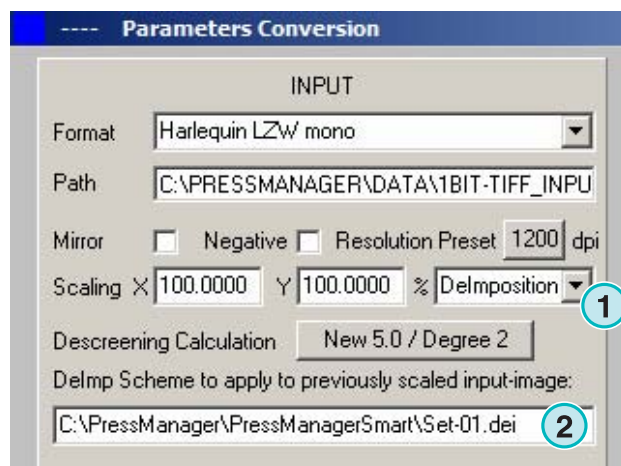 ---- Parameters Conversion
INPUT
Format Harlequin LZW mono
Path C:\PRESSMANAGER\DATA\1BIT-TIFF_INPU
Mirror Negative Resolution Preset 1200 dpi
Scaling X 100.0000 Y 100.0000 % DeImposition
1
Descreening Calculation New 5.0 / Degree 2
DeImp Scheme to apply to previously scaled input-image:
C:\PressManager\PressManagerSmart\Set-01.dei 2